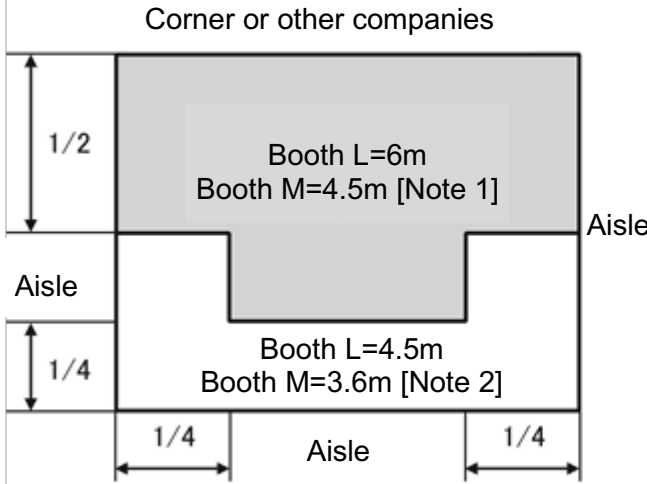 Corner or other companies
1/2
Booth L=6m
Booth M=4.5m [Note 1]
Aisle
Aisle
Booth L=4.5m
Booth M=3.6m [Note 2]
1/4
1/4
Aisle
1/4